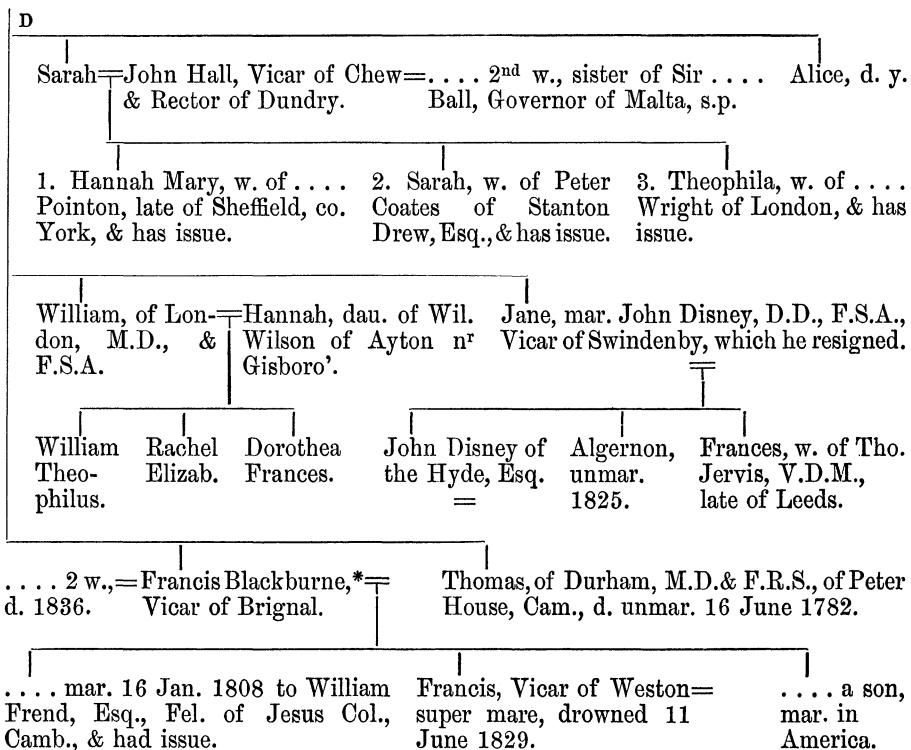 D
Sarah=John Hall, Vicar of Chew=. . . . 2nd w., sister of Sir . . . . Alice, d. y.
& Rector of Dundry. Ball, Governor of Malta, s.p.
1. Hannah Mary, w. of . . . .
Pointon, late of Sheffield, co.
York, & has issue.
2. Sarah, w. of Peter
Coates of Stanton
Drew, Esq., & has issue.
3. Theophila, w. of . . . .
Wright of London, & has
issue.
William, of Lon-=Hannah, dau. of Wil.
don, M.D., & Wilson of Ayton nr
F.S.A. Gisboro'.
Jane, mar. John Disney, D.D., F.S.A.,
Vicar of Swindenby, which he resigned.
=
William
Theo-
philus.
Rachel
Elizab.
Dorothea
Frances.
John Disney of
the Hyde, Esq.
=
Algernon,
unmar.
1825.
Frances, w. of Tho.
Jervis, V.D.M.,
late of Leeds.
. . . . 2 w.,=Francis Blackburne,*=
d. 1836. Vicar of Brignal.
Thomas, of Durham, M.D. & F.R.S., of Peter
House, Cam., d. unmar. 16 June 1782.
. . . . mar. 16 Jan. 1808 to William
Frend, Esq., Fel. of Jesus Col.,
Camb., & had issue.
Francis, Vicar of Weston=
super mare, drowned 11
June 1829.
. . . . a son,
mar. in
America.